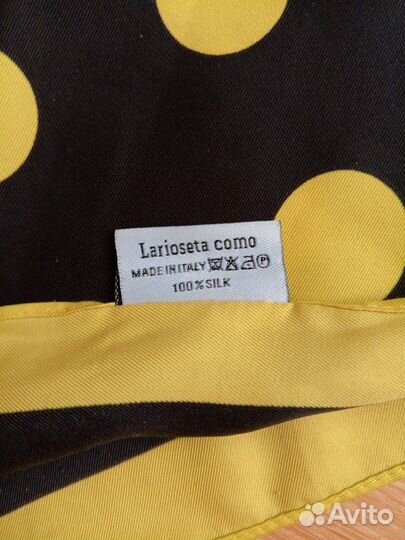 Larioseta como
MADE IN ITALY P
100% SILK
Avito